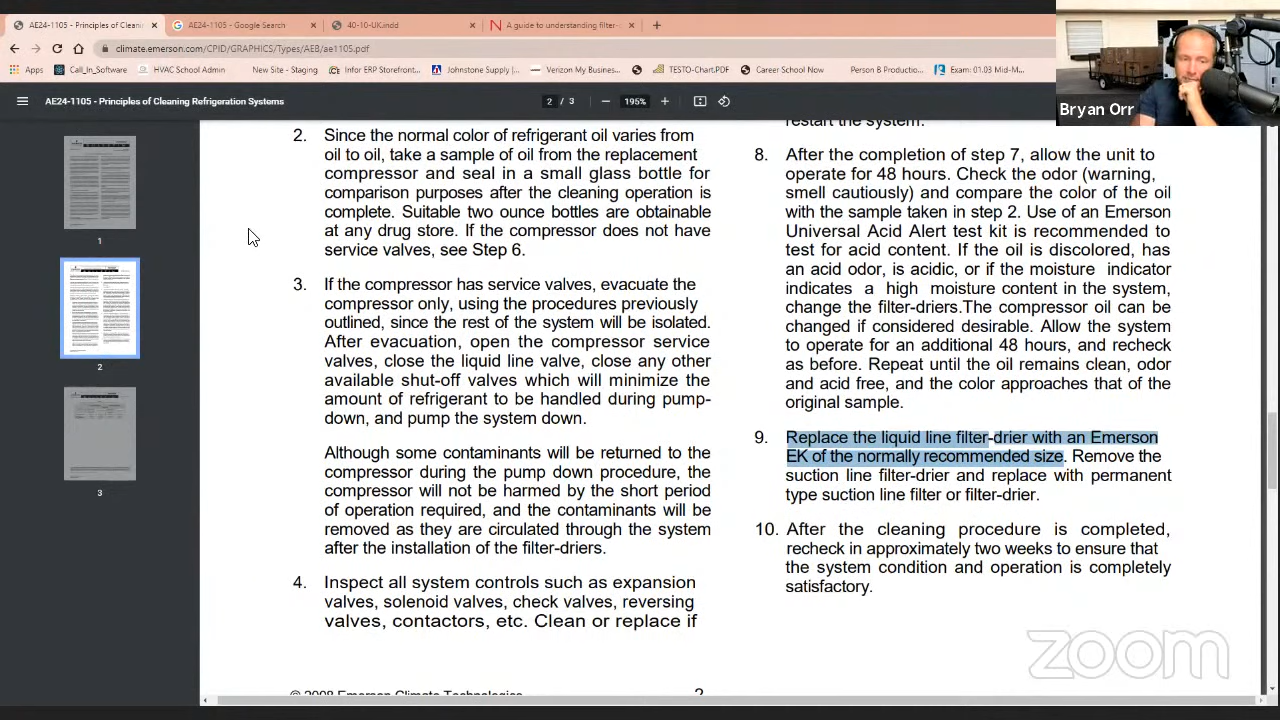 AE24-1105 - Principles of Cleani
AE24-1105 - Google Search
40-10-UK.indd
A guide to understanding filter-
climate.emerson.com
D/GRAPHICS/Types/AEB/ae1105.pdf
Apps
Call_In_Software
HVAC School Admin
New Site - Staging
Infor Distributefront...
Johnstone Supply |...
Verizon My Business...
TESTO-Chart.PDF
Career School Now
Person B Productio...
Exam: 01.03 Mid-M...
Bryan Orr
AE24-1105 - Principles of Cleaning Refrigeration Systems
2 / 3
195%
1
2
3
2. Since the normal color of refrigerant oil varies from
oil to oil, take a sample of oil from the replacement
compressor and seal in a small glass bottle for
comparison purposes after the cleaning operation is
complete. Suitable two ounce bottles are obtainable
at any drug store. If the compressor does not have
service valves, see Step 6.
3. If the compressor has service valves, evacuate the
compressor only, using the procedures previously
outlined, since the rest of the system will be isolated.
After evacuation, open the compressor service
valves, close the liquid line valve, close any other
available shut-off valves which will minimize the
amount of refrigerant to be handled during pump-
down, and pump the system down.
Although some contaminants will be returned to the
compressor during the pump down procedure, the
compressor will not be harmed by the short period
of operation required, and the contaminants will be
removed as they are circulated through the system
after the installation of the filter-driers.
4. Inspect all system controls such as expansion
valves, solenoid valves, check valves, reversing
valves, contactors, etc. Clean or replace if
© 2008 Emerson Climate Technologies
2
restart the system.
8. After the completion of step 7, allow the unit to
operate for 48 hours. Check the odor (warning,
smell cautiously) and compare the color of the oil
with the sample taken in step 2. Use of an Emerson
Universal Acid Alert test kit is recommended to
test for acid content. If the oil is discolored, has
an acid odor, is acidic, or if the moisture indicator
indicates a high moisture content in the system,
change the filter-driers. The compressor oil can be
changed if considered desirable. Allow the system
to operate for an additional 48 hours, and recheck
as before. Repeat until the oil remains clean, odor
and acid free, and the color approaches that of the
original sample.
9. Replace the liquid line filter-drier with an Emerson
EK of the normally recommended size. Remove the
suction line filter-drier and replace with permanent
type suction line filter or filter-drier.
10. After the cleaning procedure is completed,
recheck in approximately two weeks to ensure that
the system condition and operation is completely
satisfactory.
zoom